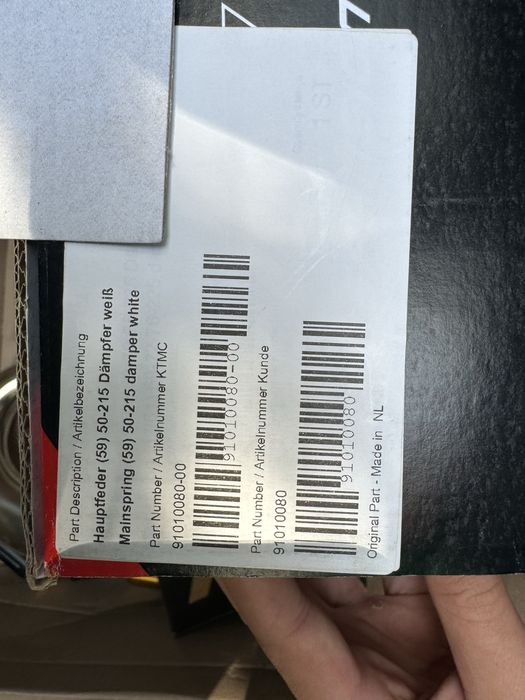 Part Description / Artikelbezeichnung
Hauptfeder (59) 50-215 Dämpfer weiß
Mainspring (59) 50-215 damper white
Part Number / Artikelnummer KTMC
91010080-00
91010080-00
Part Number / Artikelnummer Kunde
91010080
91010080
Original Part - Made in NL